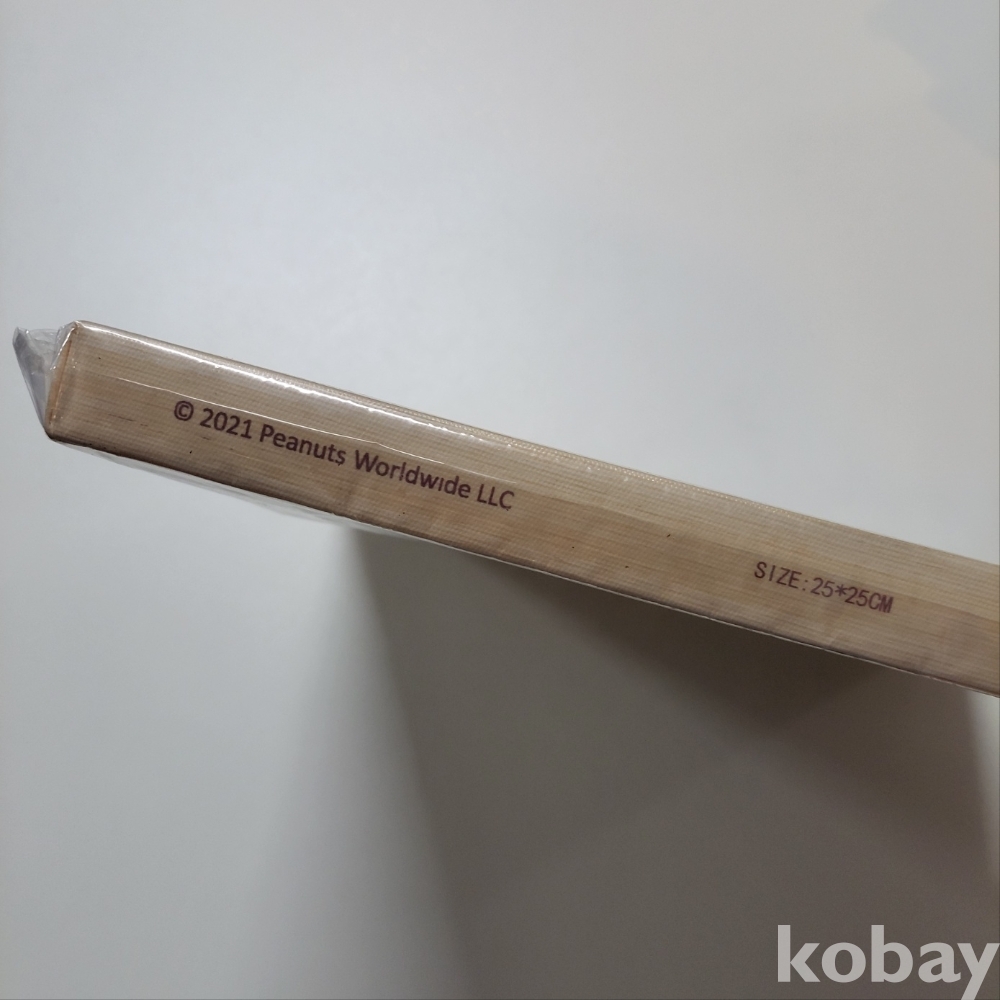 © 2021 Peanuts Worldwide LLC
SIZE:25*25CM
kobay